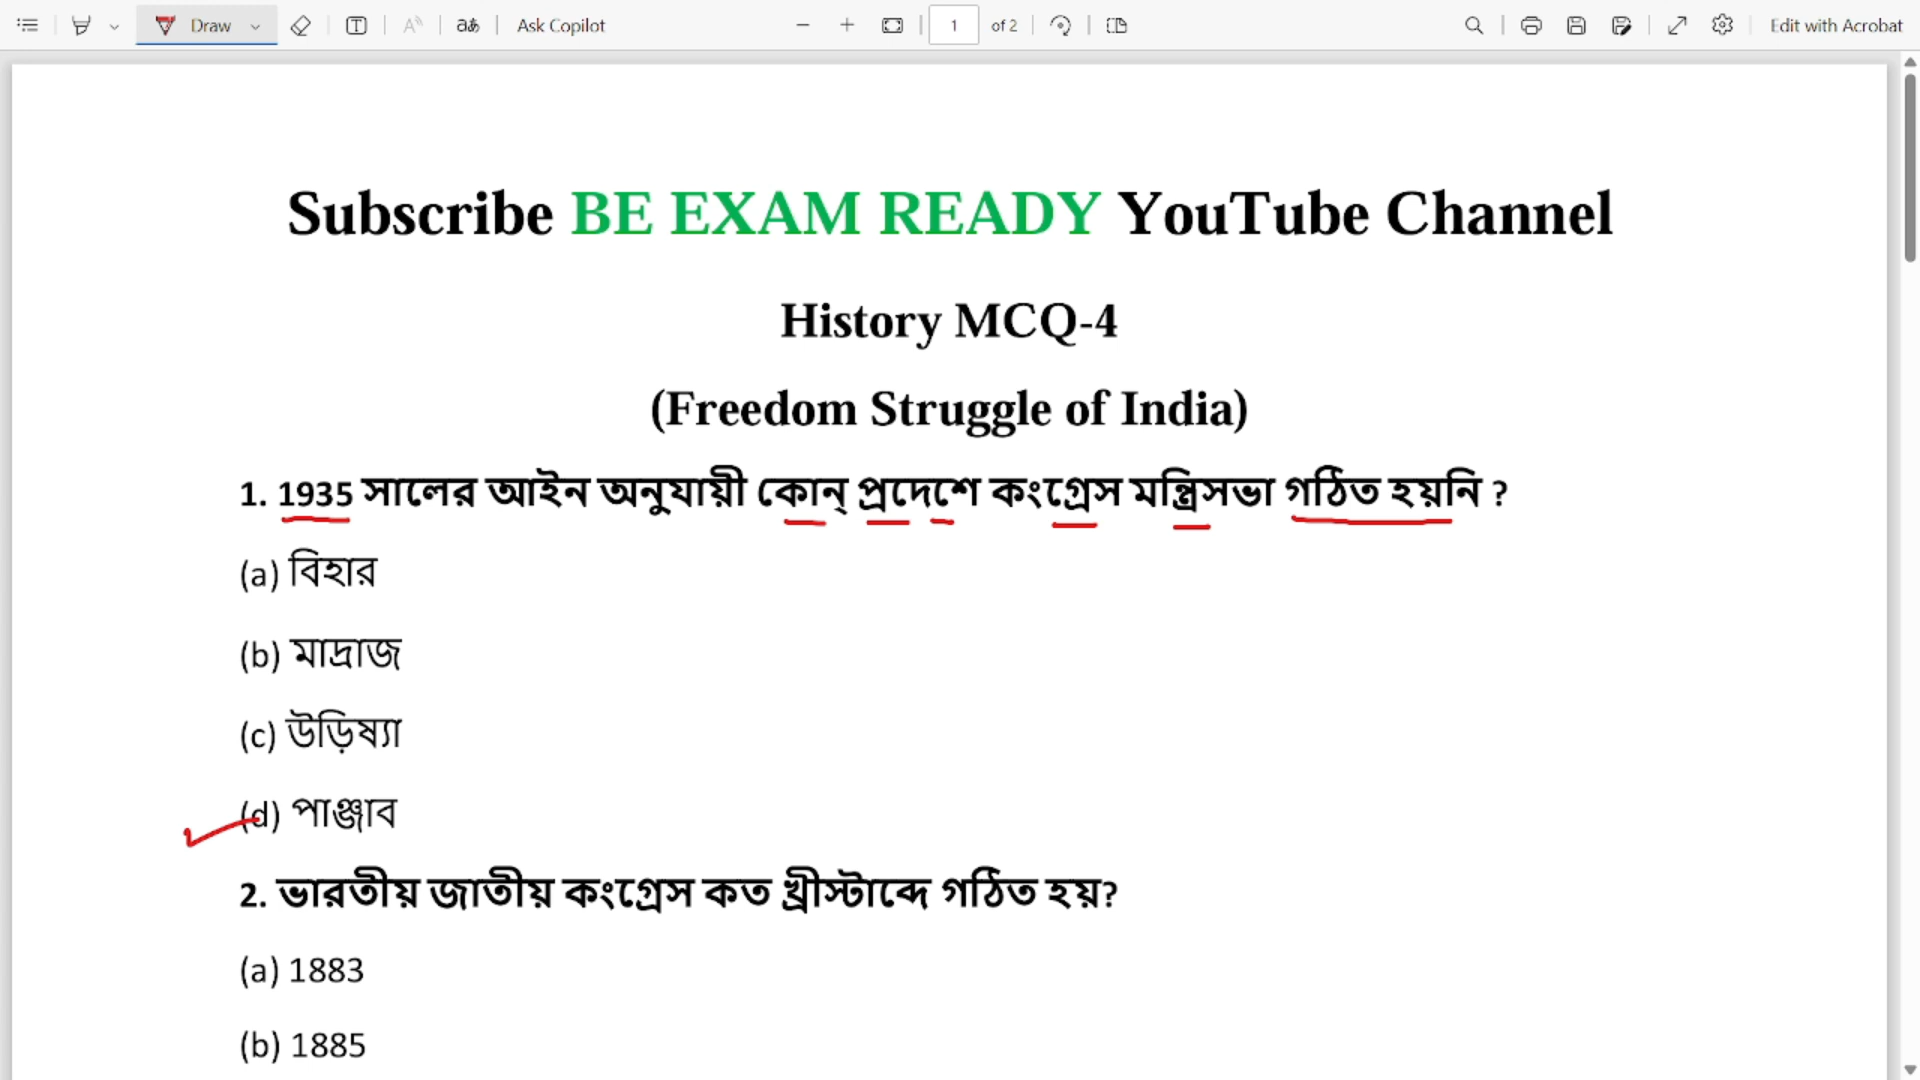 Draw
Ask Copilot
1 of 2
Edit with Acrobat
Subscribe BE EXAM READY YouTube Channel
History MCQ-4
(Freedom Struggle of India)
1. 1935 সালের আইন অনুযায়ী কোন্ প্রদেশে কংগ্রেস মন্ত্রিসভা গঠিত হয়নি ?
(a) বিহার
(b) মাদ্রাজ
(c) উড়িষ্যা
(d) পাঞ্জাব
2. ভারতীয় জাতীয় কংগ্রেস কত খ্রীস্টাব্দে গঠিত হয়?
(a) 1883
(b) 1885